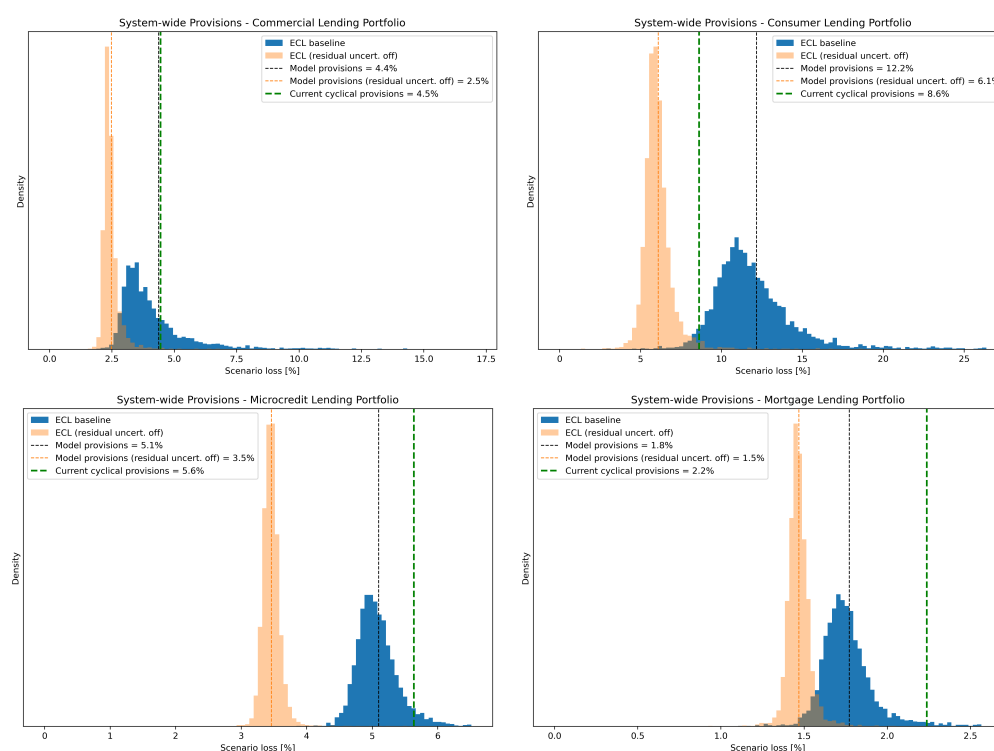 System-wide Provisions - Commercial Lending Portfolio
ECL baseline
ECL (residual uncert. off)
Model provisions = 4.4%
Model provisions (residual uncert. off) = 2.5%
Current cyclical provisions = 4.5%
Density
0.0 2.5 5.0 7.5 10.0 12.5 15.0 17.5
Scenario loss [%]
System-wide Provisions - Consumer Lending Portfolio
ECL baseline
ECL (residual uncert. off)
Model provisions = 12.2%
Model provisions (residual uncert. off) = 6.1%
Current cyclical provisions = 8.6%
Density
0 5 10 15 20 25
Scenario loss [%]
System-wide Provisions - Microcredit Lending Portfolio
ECL baseline
ECL (residual uncert. off)
Model provisions = 5.1%
Model provisions (residual uncert. off) = 3.5%
Current cyclical provisions = 5.6%
Density
0 1 2 3 4 5 6
Scenario loss [%]
System-wide Provisions - Mortgage Lending Portfolio
ECL baseline
ECL (residual uncert. off)
Model provisions = 1.8%
Model provisions (residual uncert. off) = 1.5%
Current cyclical provisions = 2.2%
Density
0.0 0.5 1.0 1.5 2.0 2.5
Scenario loss [%]